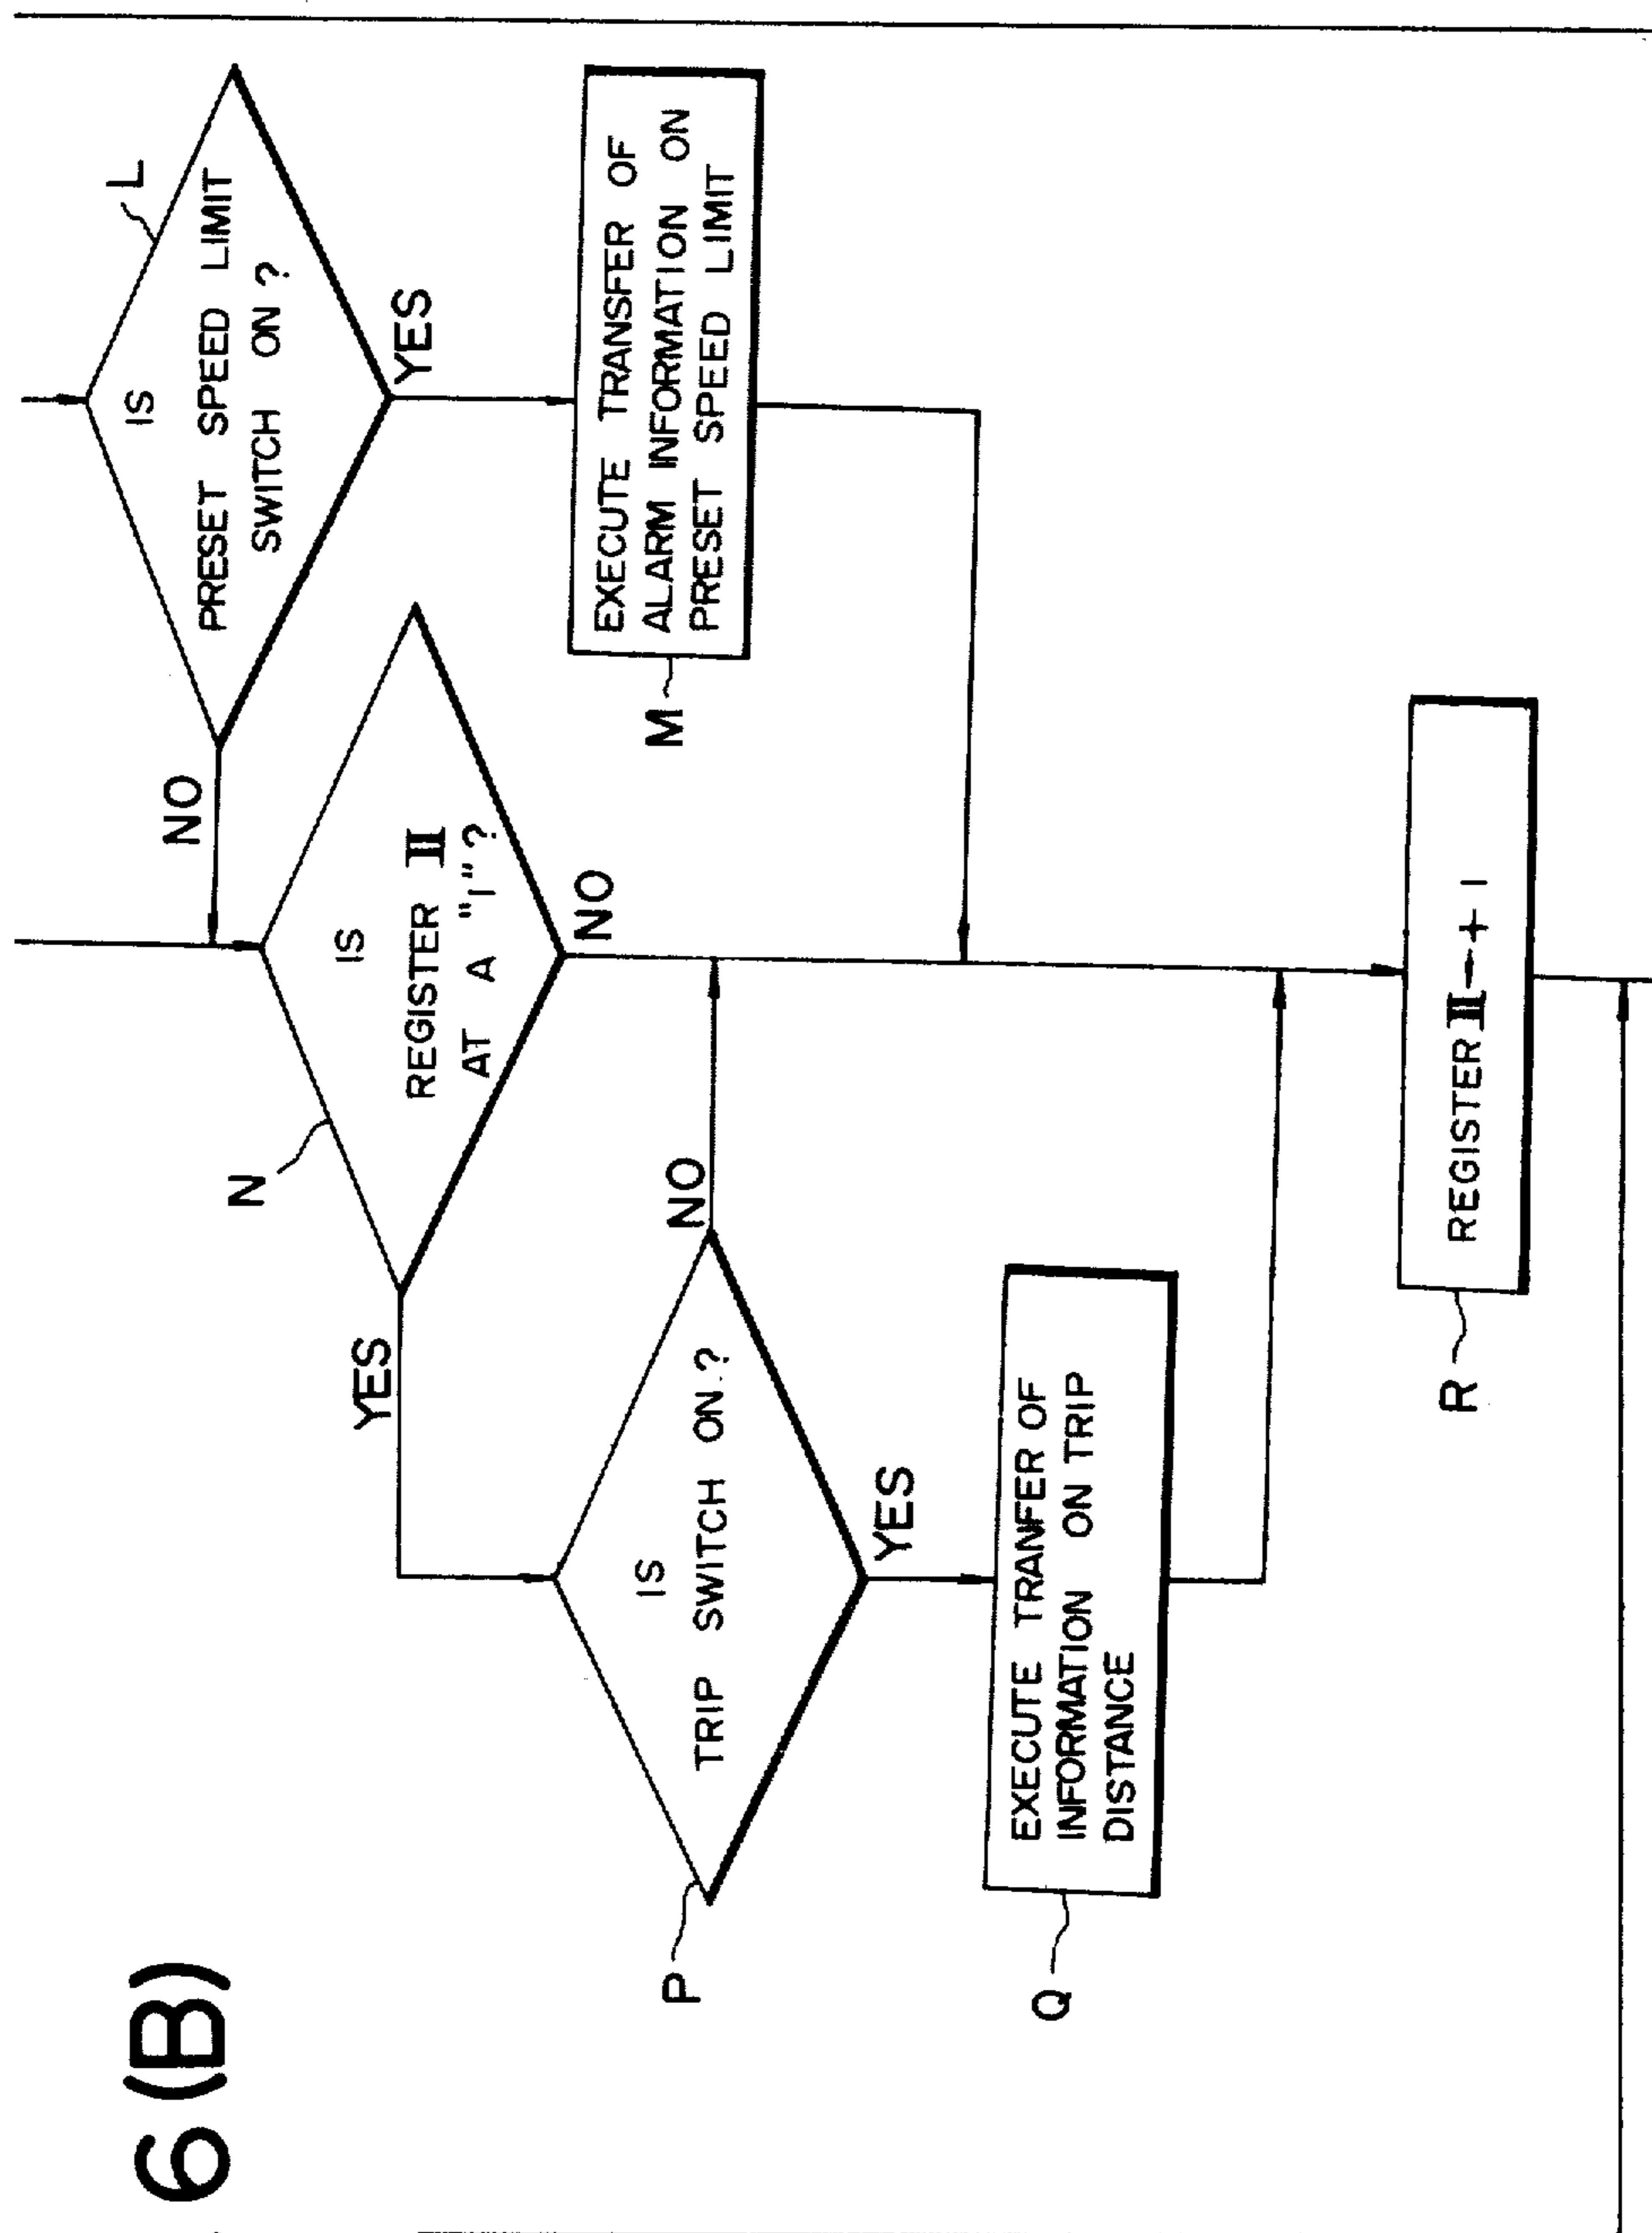 6 (B)
L
IS
PRESET SPEED LIMIT
SWITCH ON ?
YES
NO
EXECUTE TRANSFER OF
ALARM INFORMATION ON
PRESET SPEED LIMIT
M
N
IS
REGISTER II
AT A "1" ?
NO
YES
P
IS
TRIP SWITCH ON ?
NO
YES
EXECUTE TRANFER OF
INFORMATION ON TRIP
DISTANCE
Q
REGISTER II → + 1
R